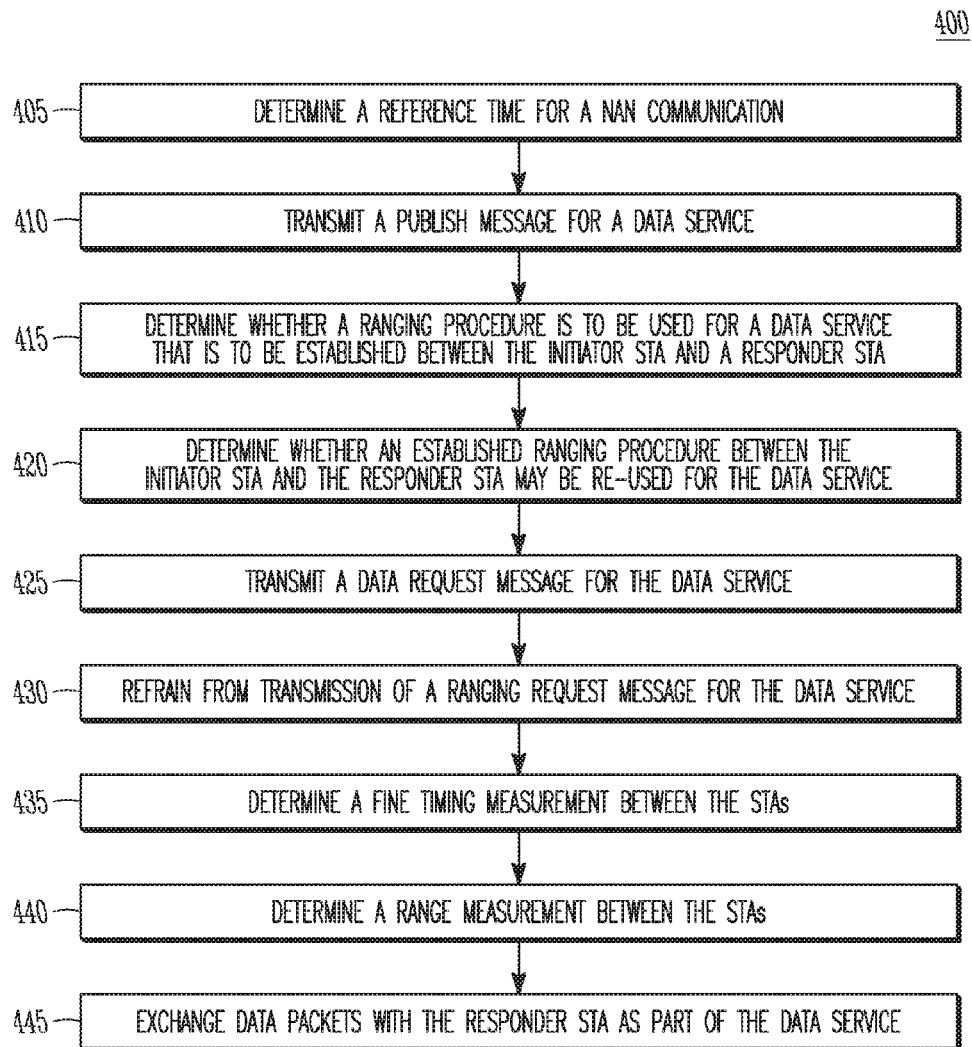 400
405 DETERMINE A REFERENCE TIME FOR A NAN COMMUNICATION
410 TRANSMIT A PUBLISH MESSAGE FOR A DATA SERVICE
415 DETERMINE WHETHER A RANGING PROCEDURE IS TO BE USED FOR A DATA SERVICE
THAT IS TO BE ESTABLISHED BETWEEN THE INITIATOR STA AND A RESPONDER STA
420 DETERMINE WHETHER AN ESTABLISHED RANGING PROCEDURE BETWEEN THE
INITIATOR STA AND THE RESPONDER STA MAY BE RE-USED FOR THE DATA SERVICE
425 TRANSMIT A DATA REQUEST MESSAGE FOR THE DATA SERVICE
430 REFRAIN FROM TRANSMISSION OF A RANGING REQUEST MESSAGE FOR THE DATA SERVICE
435 DETERMINE A FINE TIMING MEASUREMENT BETWEEN THE STAs
440 DETERMINE A RANGE MEASUREMENT BETWEEN THE STAs
445 EXCHANGE DATA PACKETS WITH THE RESPONDER STA AS PART OF THE DATA SERVICE